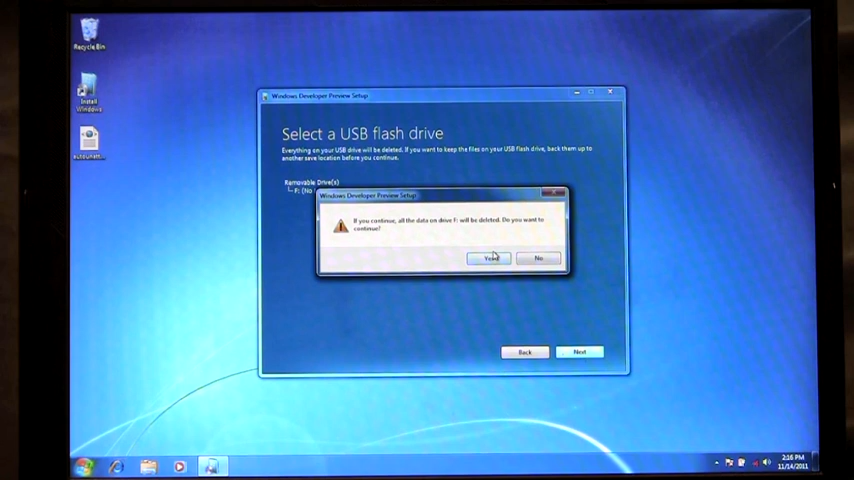 Recycle Bin
Install
Windows
Windows Developer Preview Setup
Select a USB flash drive
Everything on your USB drive will be deleted. If you want to keep the files on your USB flash drive, back them up to
another save location before you continue.
Removable Drive(s)
F: (No
Windows Developer Preview Setup
If you continue, all the data on drive F: will be deleted. Do you want to
continue?
Yes
No
Back
Next
2:16 PM
11/14/2011